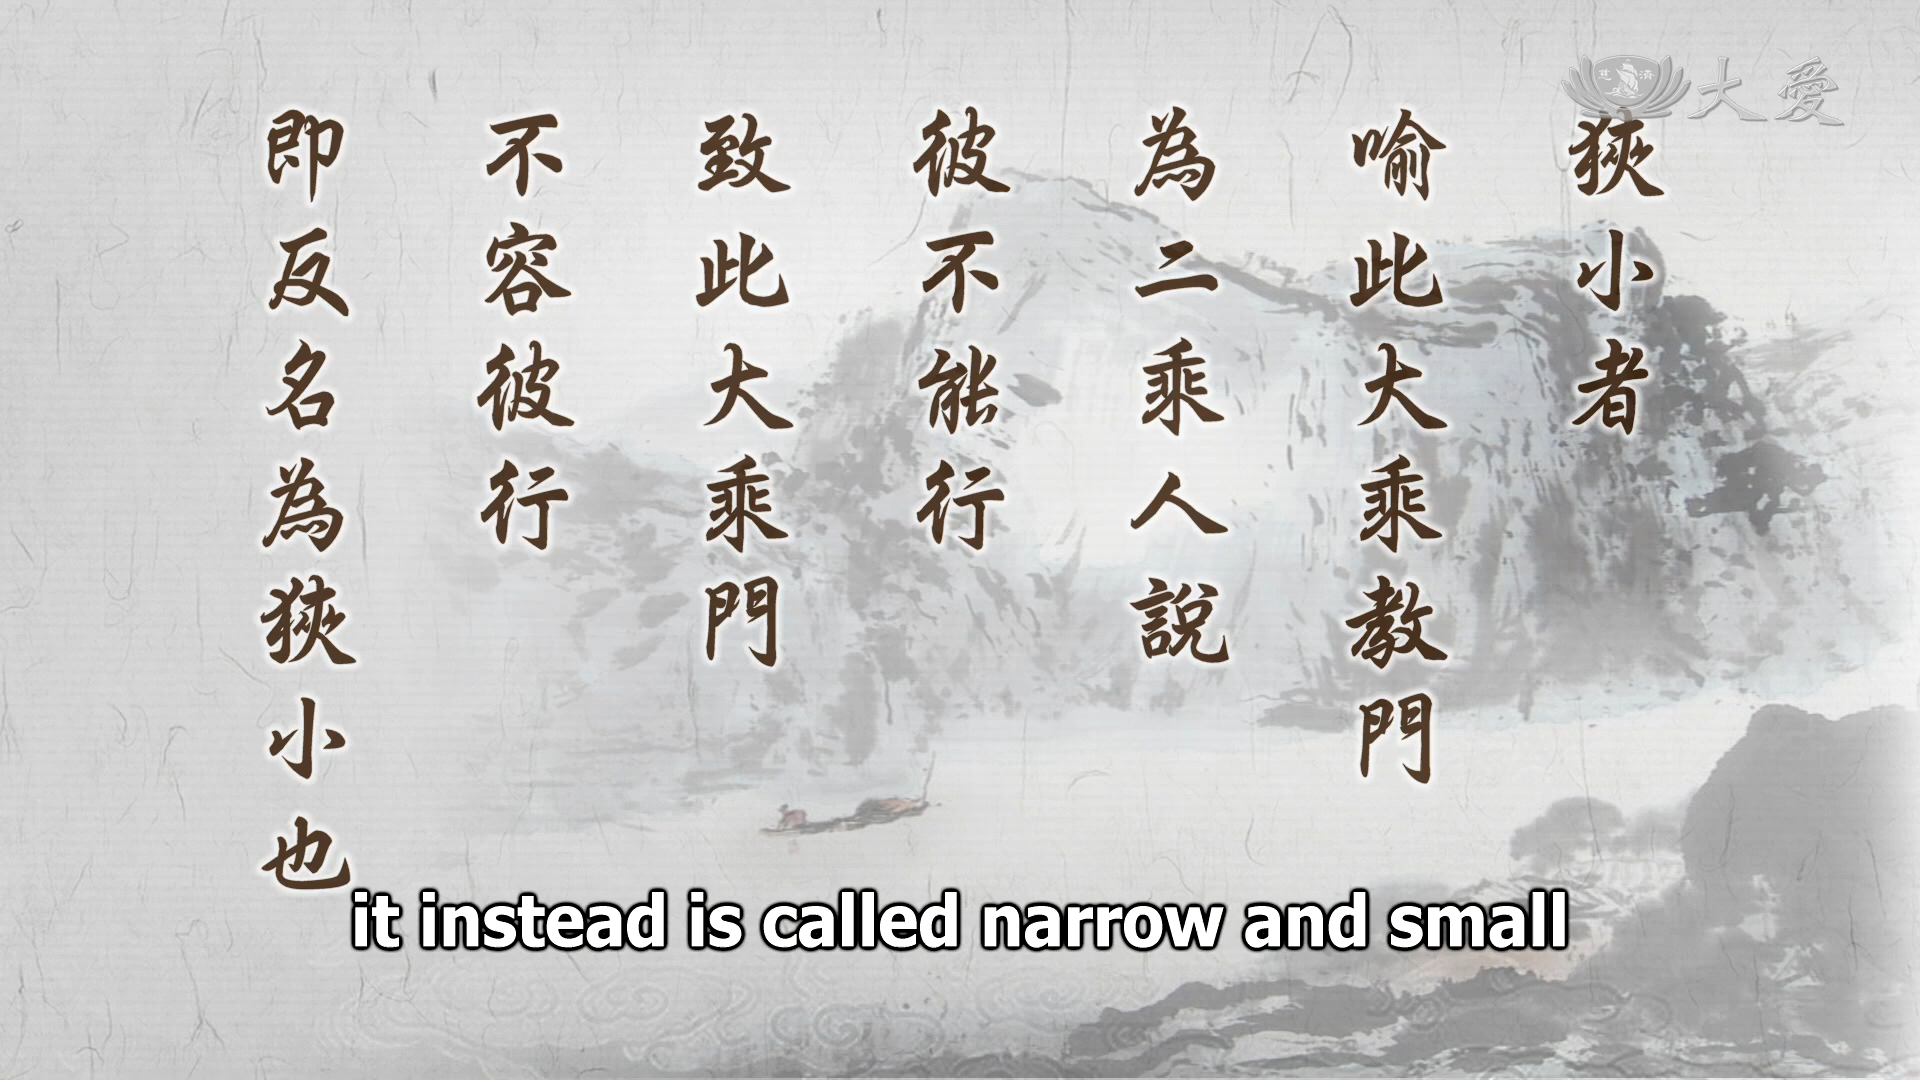 大愛
狹小者
喻此大乘教門
為二乘人說
彼不能行
致此大乘門
不容彼行
即反名為狹小也
it instead is called narrow and small